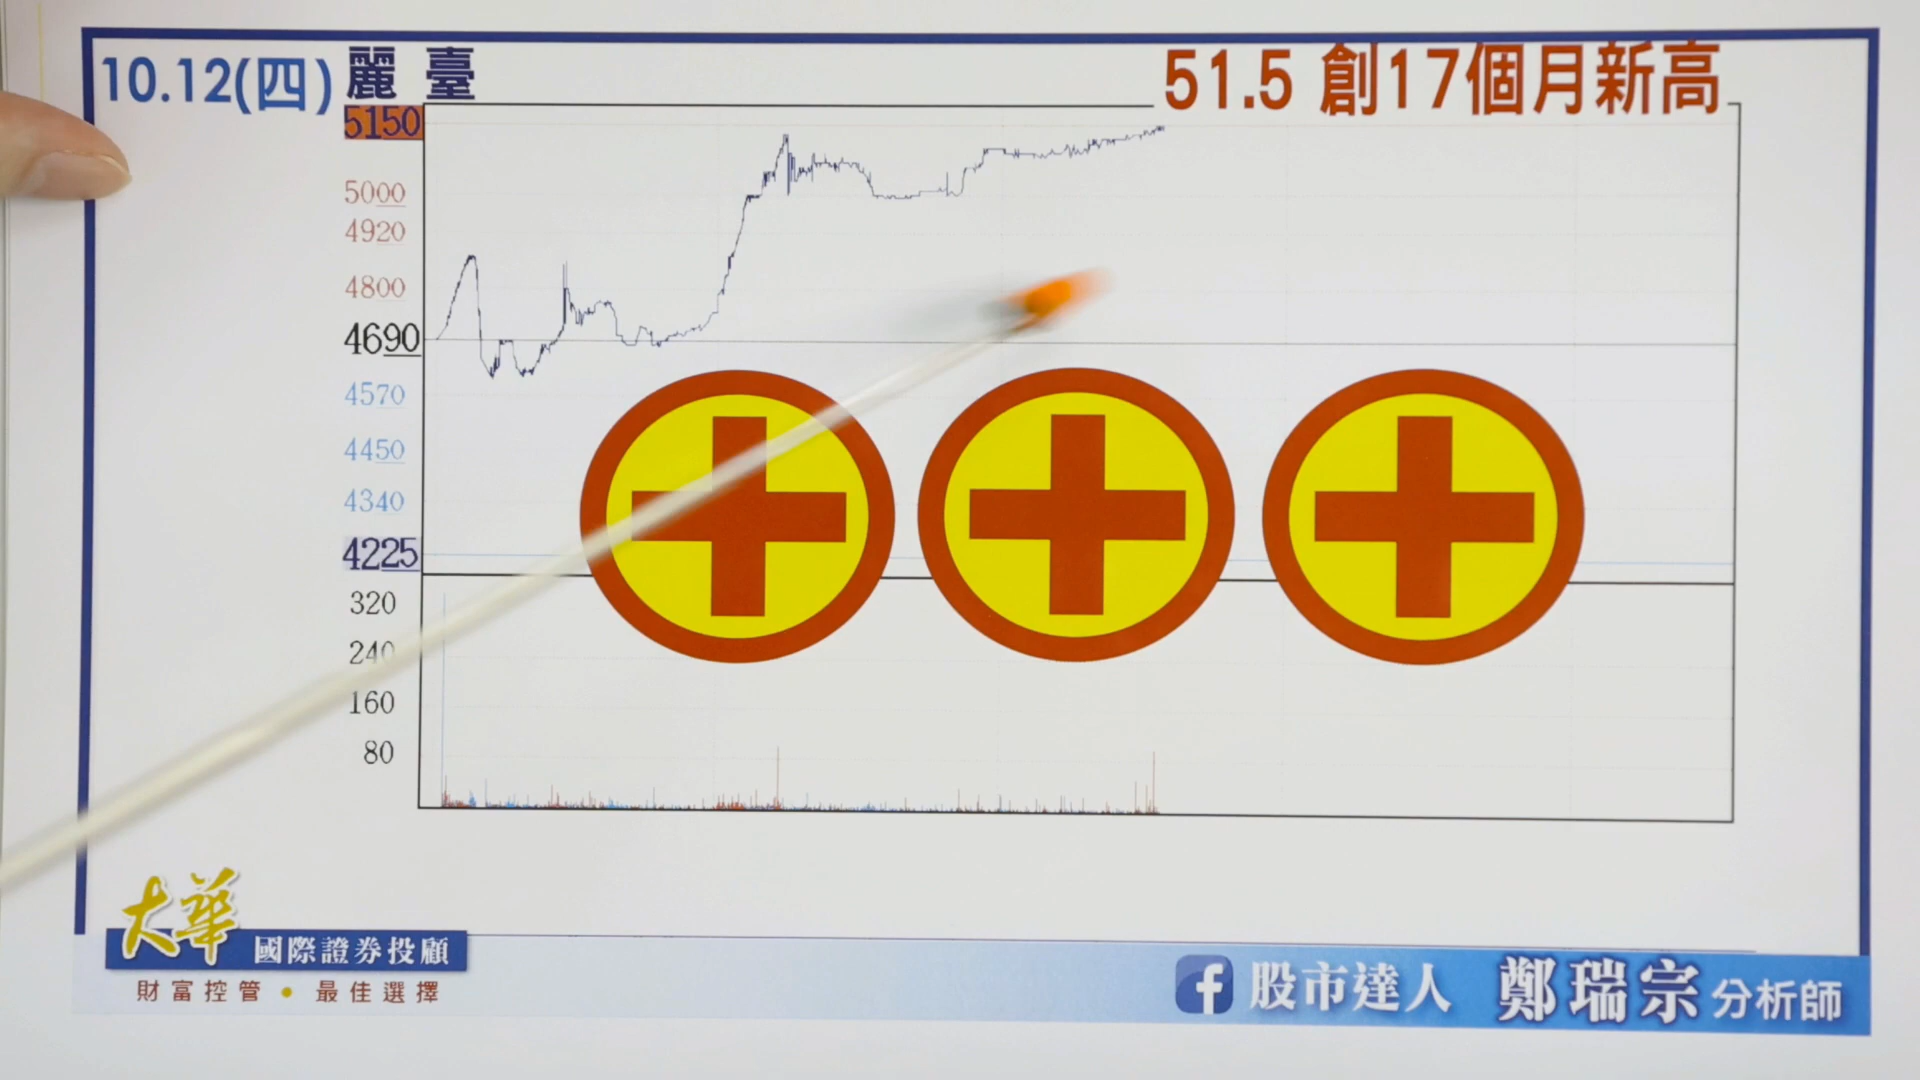 10.12(四) 麗臺
51.5 創17個月新高
5150
5000
4920
4800
4690
4570
4450
4340
4225
320
240
160
80
大華
國際證券投顧
財富控管 • 最佳選擇
f 股市達人 鄭瑞宗 分析師